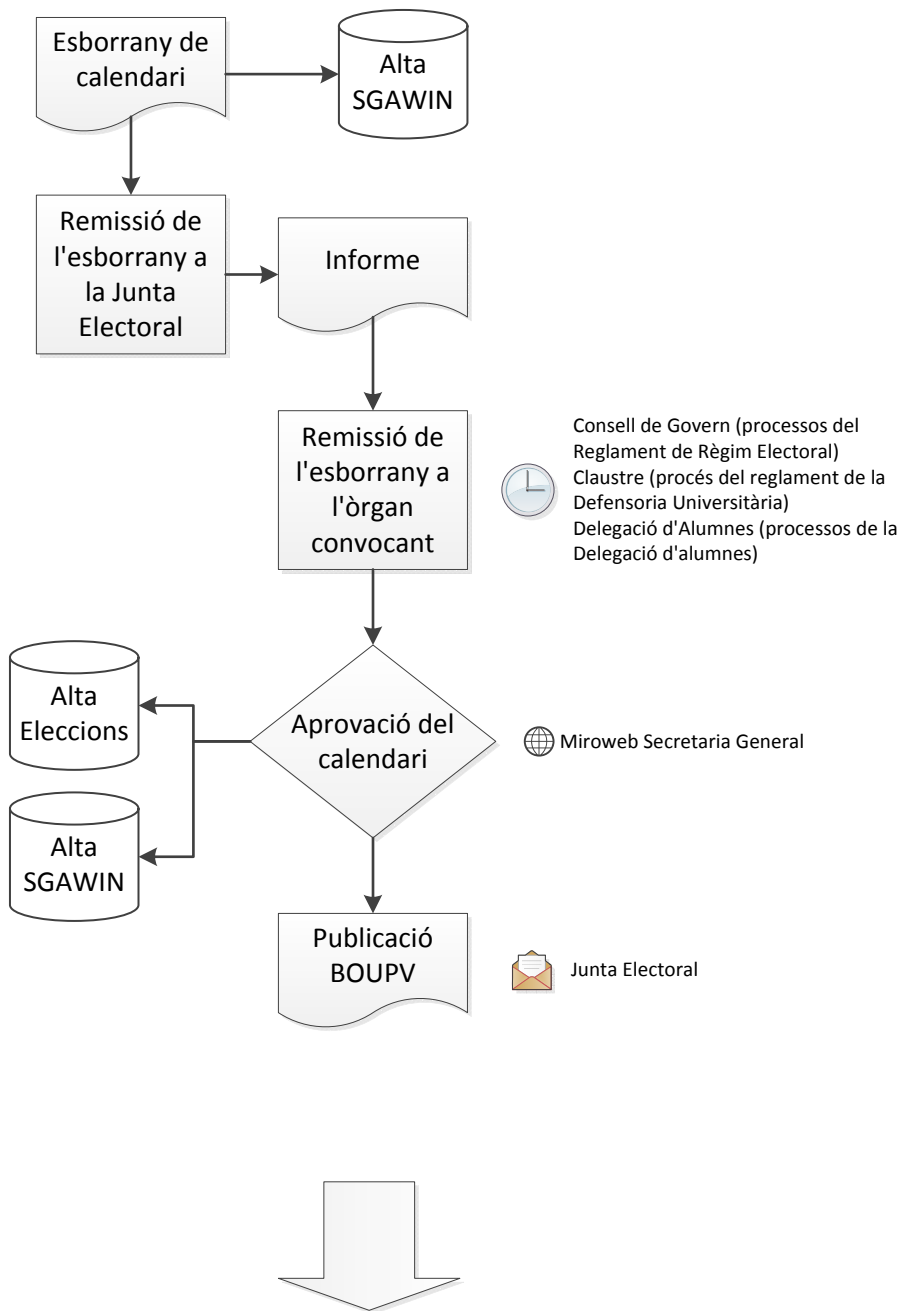 Esborrany de
calendari
Alta
SGAWIN
Remissió de
l'esborrany a
la Junta
Electoral
Informe
Remissió de
l'esborrany a
l'òrgan
convocant
Consell de Govern (processos del
Reglament de Règim Electoral)
Claustre (procés del reglament de la
Defensoria Universitària)
Delegació d'Alumnes (processos de la
Delegació d'alumnes)
Alta
Eleccions
Aprovació del
calendari
Miroweb Secretaria General
Alta
SGAWIN
Publicació
BOUPV
Junta Electoral